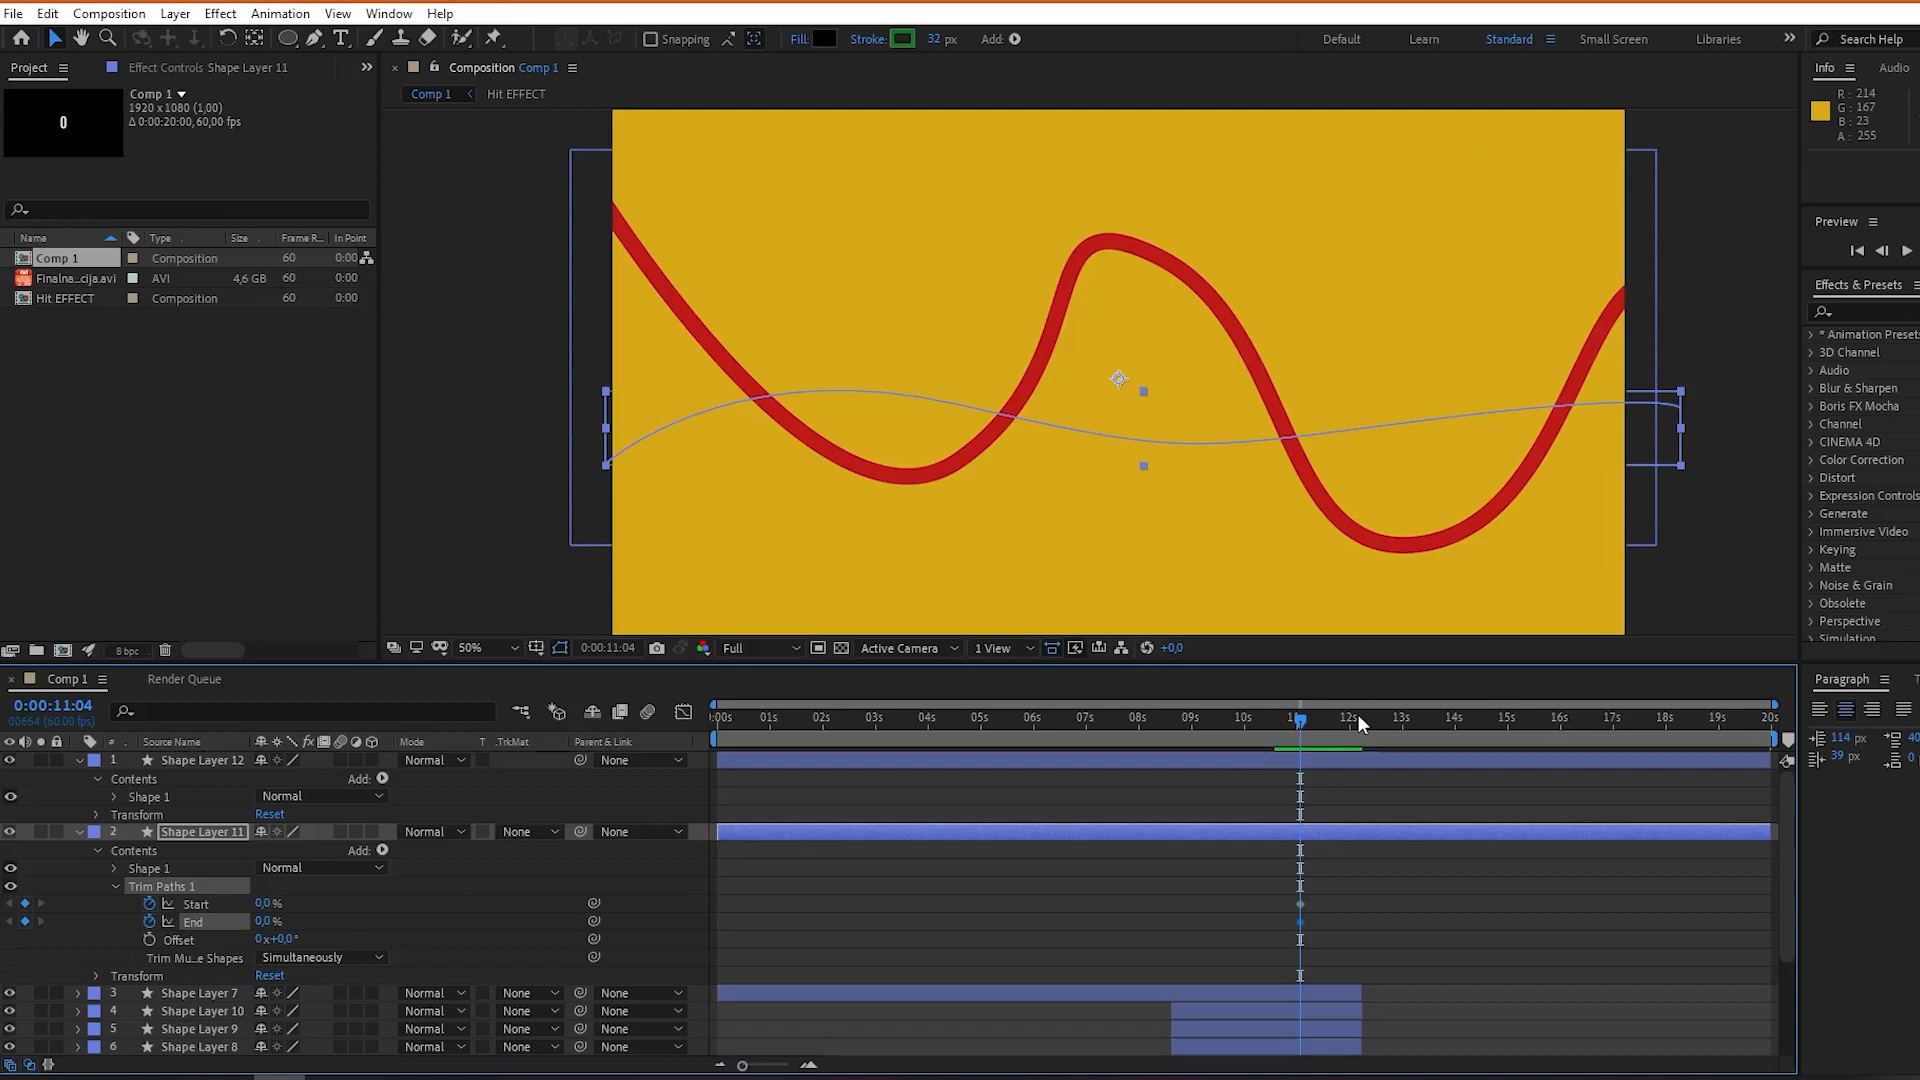 File Edit Composition Layer Effect Animation View Window Help
Snapping Fill: Stroke: 32 px Add: Default Learn Standard Small Screen Libraries Search Help
Project Effect Controls Shape Layer 11 Composition Comp 1 Info Audio
Comp 1 Hit EFFECT
Comp 1
1920 x 1080 (1,00)
Δ 0:00:20:00, 60,00 fps
0
R: 214
G: 167
B: 23
A: 255
Preview
Name Type Size Frame R... In Point
Comp 1 Composition 60 0:00
Finalna...cija.avi AVI 4,6 GB 60 0:00
Hit EFFECT Composition 60 0:00
Effects & Presets
* Animation Presets
3D Channel
Audio
Blur & Sharpen
Boris FX Mocha
Channel
CINEMA 4D
Color Correction
Distort
Expression Controls
Generate
Immersive Video
Keying
Matte
Noise & Grain
Obsolete
Perspective
Simulation
8 bpc 50% 0:00:11:04 Full Active Camera 1 View +0,0
Comp 1 Render Queue Paragraph
0:00:11:04
00664 (60.00 fps)
:00s 01s 02s 03s 04s 05s 06s 07s 08s 09s 10s 12s 13s 14s 15s 16s 17s 18s 19s 20s
# Source Name Mode T .TrkMat Parent & Link
114 px 40
39 px 0
1 Shape Layer 12 Normal None
Contents Add:
Shape 1 Normal
Transform Reset
2 Shape Layer 11 Normal None None
Contents Add:
Shape 1 Normal
Trim Paths 1
Start 0,0 %
End 0,0 %
Offset 0x+0,0°
Trim Mu...e Shapes Simultaneously
Transform Reset
3 Shape Layer 7 Normal None None
4 Shape Layer 10 Normal None None
5 Shape Layer 9 Normal None None
6 Shape Layer 8 Normal None None